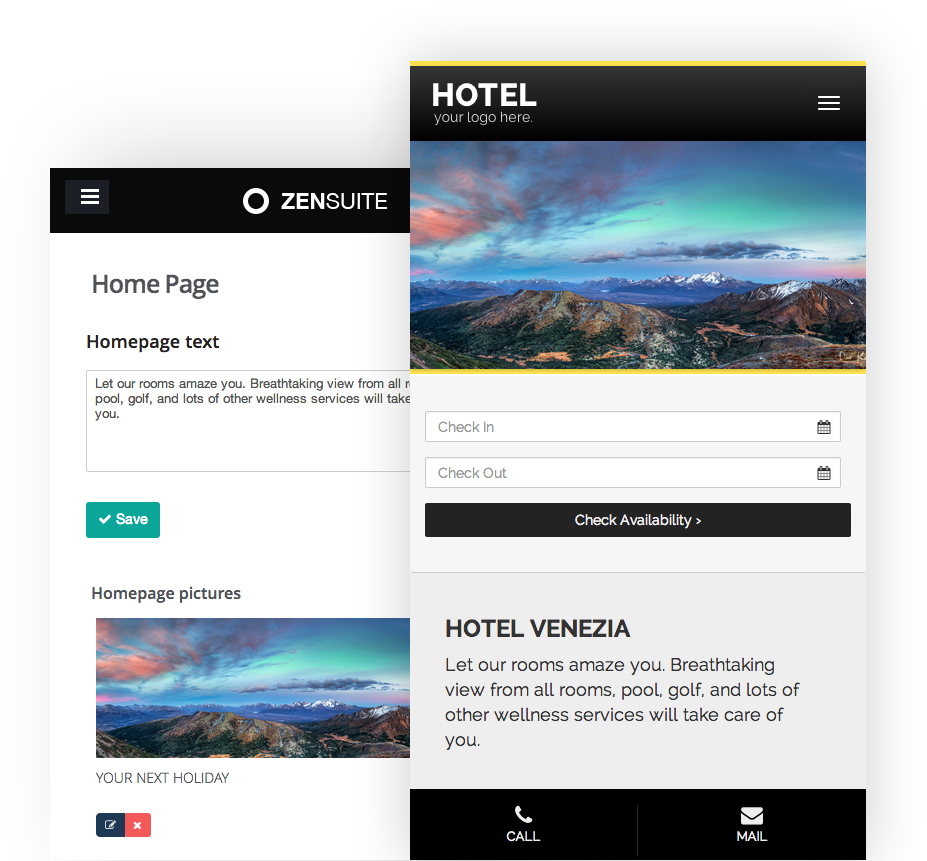 ZENSUITE
Home Page
Homepage text
Let our rooms amaze you. Breathtaking view from all
pool, golf, and lots of other wellness services will take
you.
Save
Homepage pictures
YOUR NEXT HOLIDAY
HOTEL
your logo here.
Check In
Check Out
Check Availability ›
HOTEL VENEZIA
Let our rooms amaze you. Breathtaking
view from all rooms, pool, golf, and lots of
other wellness services will take care of
you.
CALL
MAIL